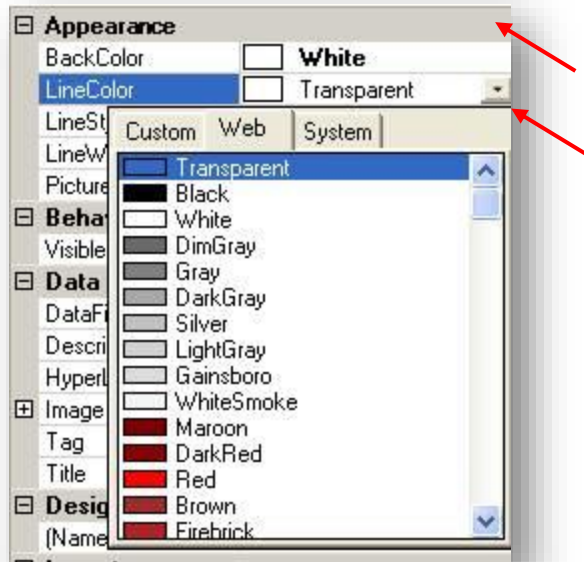 Appearance
BackColor White
LineColor Transparent
LineSt
LineW
Picture
Custom Web System
Transparent
Black
White
DimGray
Gray
DarkGray
Silver
LightGray
Gainsboro
WhiteSmoke
Maroon
DarkRed
Red
Brown
Firebrick
Beha
Visible
Data
DataFi
Descri
HyperL
Image
Tag
Title
Desig
(Name